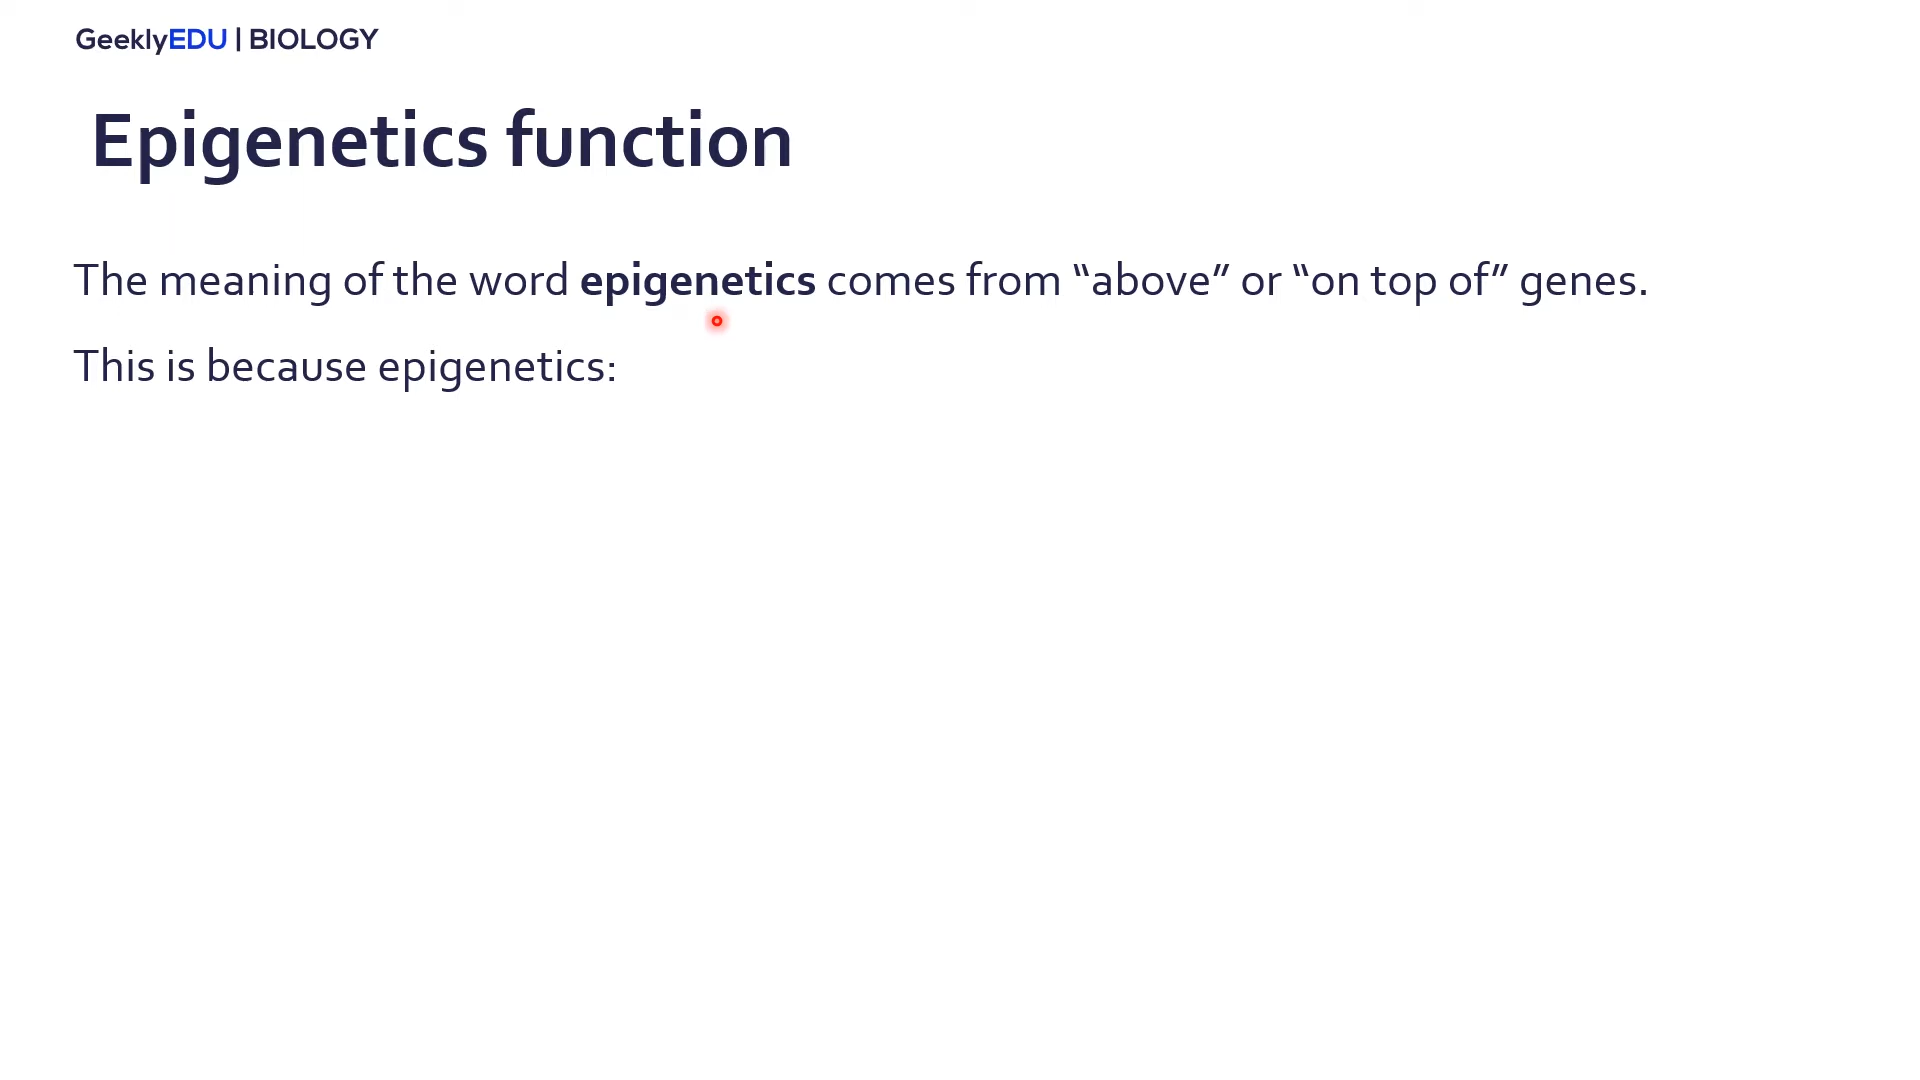 GeeklyEDU | BIOLOGY
Epigenetics function
The meaning of the word epigenetics comes from “above” or “on top of” genes.
This is because epigenetics: